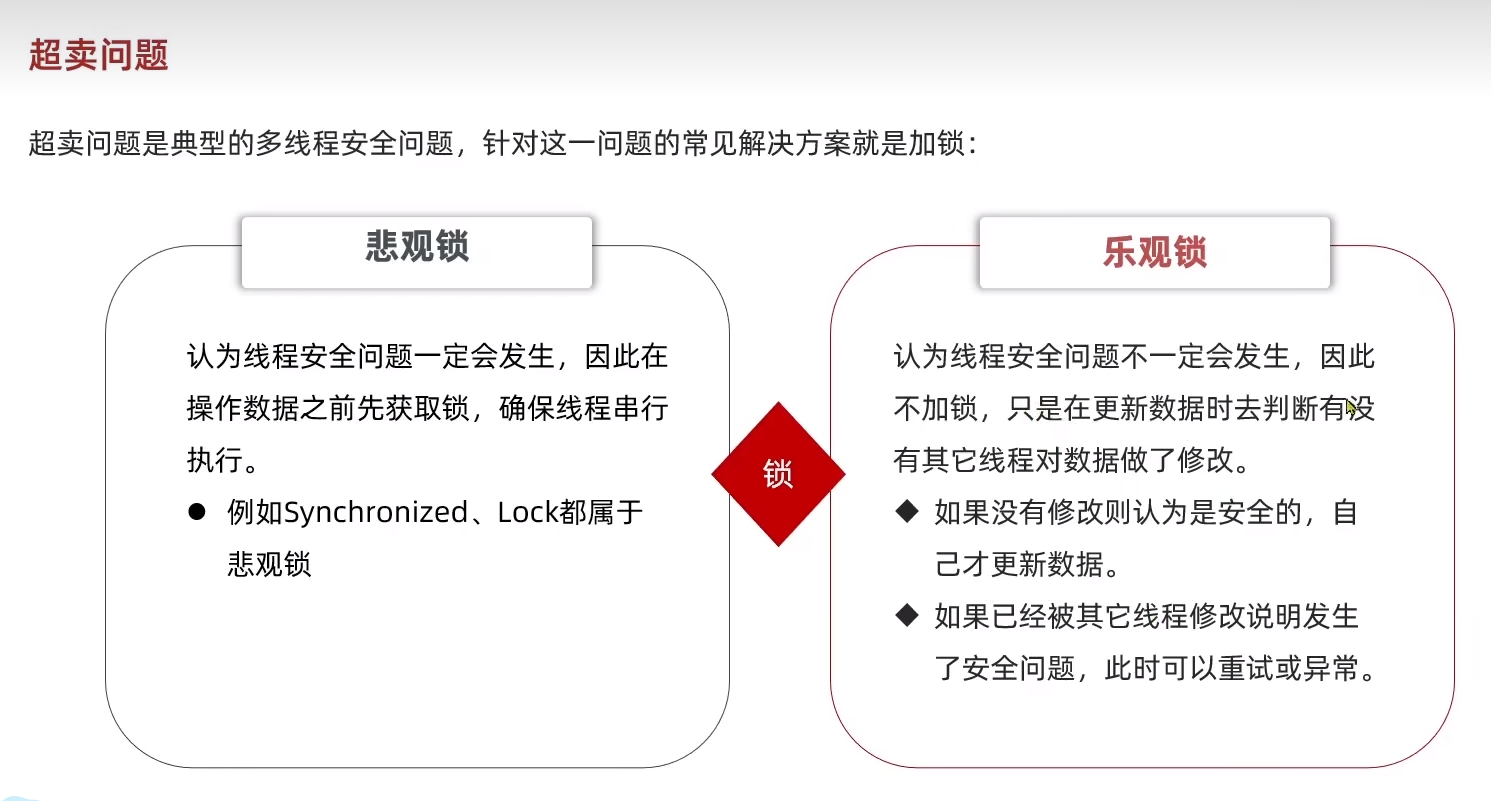 超卖问题
超卖问题是典型的多线程安全问题，针对这一问题的常见解决方案就是加锁：
悲观锁
认为线程安全问题一定会发生，因此在
操作数据之前先获取锁，确保线程串行
执行。
● 例如Synchronized、Lock都属于
悲观锁
锁
乐观锁
认为线程安全问题不一定会发生，因此
不加锁，只是在更新数据时去判断有没
有其它线程对数据做了修改。
◆ 如果没有修改则认为是安全的，自
己才更新数据。
◆ 如果已经被其它线程修改说明发生
了安全问题，此时可以重试或异常。